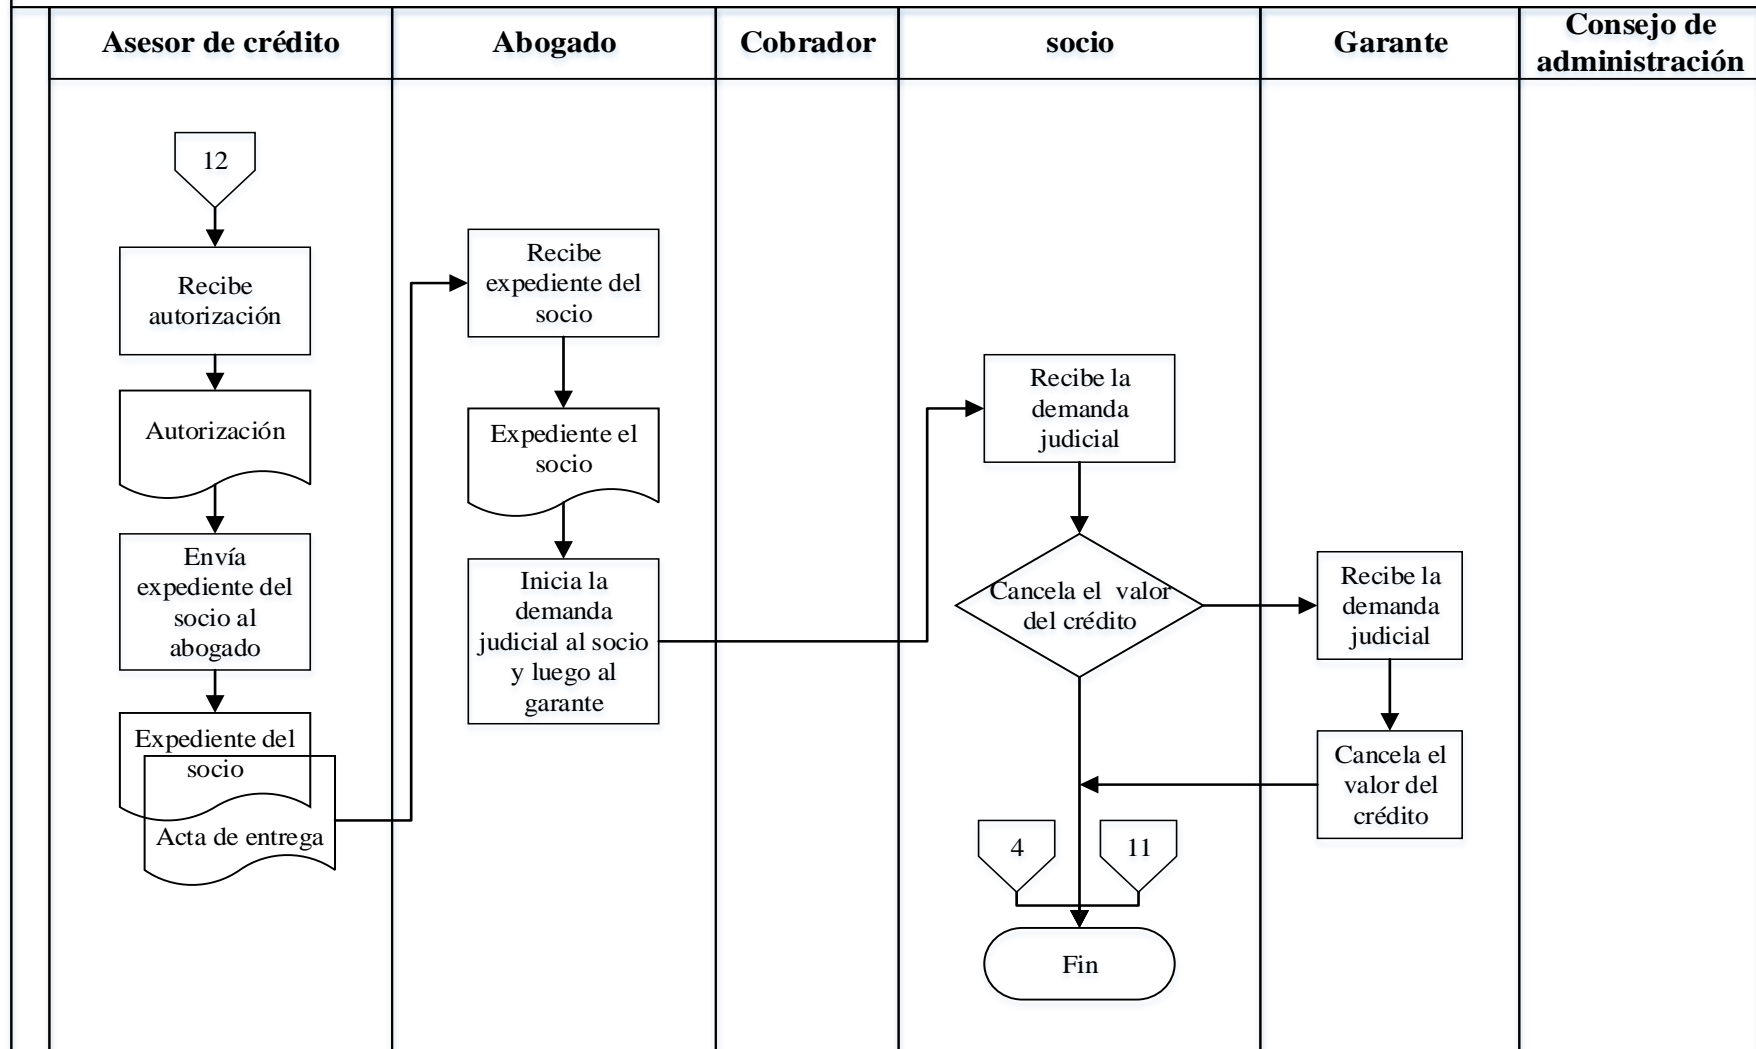 Asesor de crédito
Abogado
Cobrador
socio
Garante
Consejo de
administración
12
Recibe
autorización
Autorización
Envía
expediente del
socio al
abogado
Expediente del
socio
Acta de entrega
Recibe
expediente del
socio
Expediente el
socio
Inicia la
demanda
judicial al socio
y luego al
garante
Recibe la
demanda
judicial
Cancela el  valor
del crédito
4
11
Fin
Recibe la
demanda
judicial
Cancela el
valor del
crédito